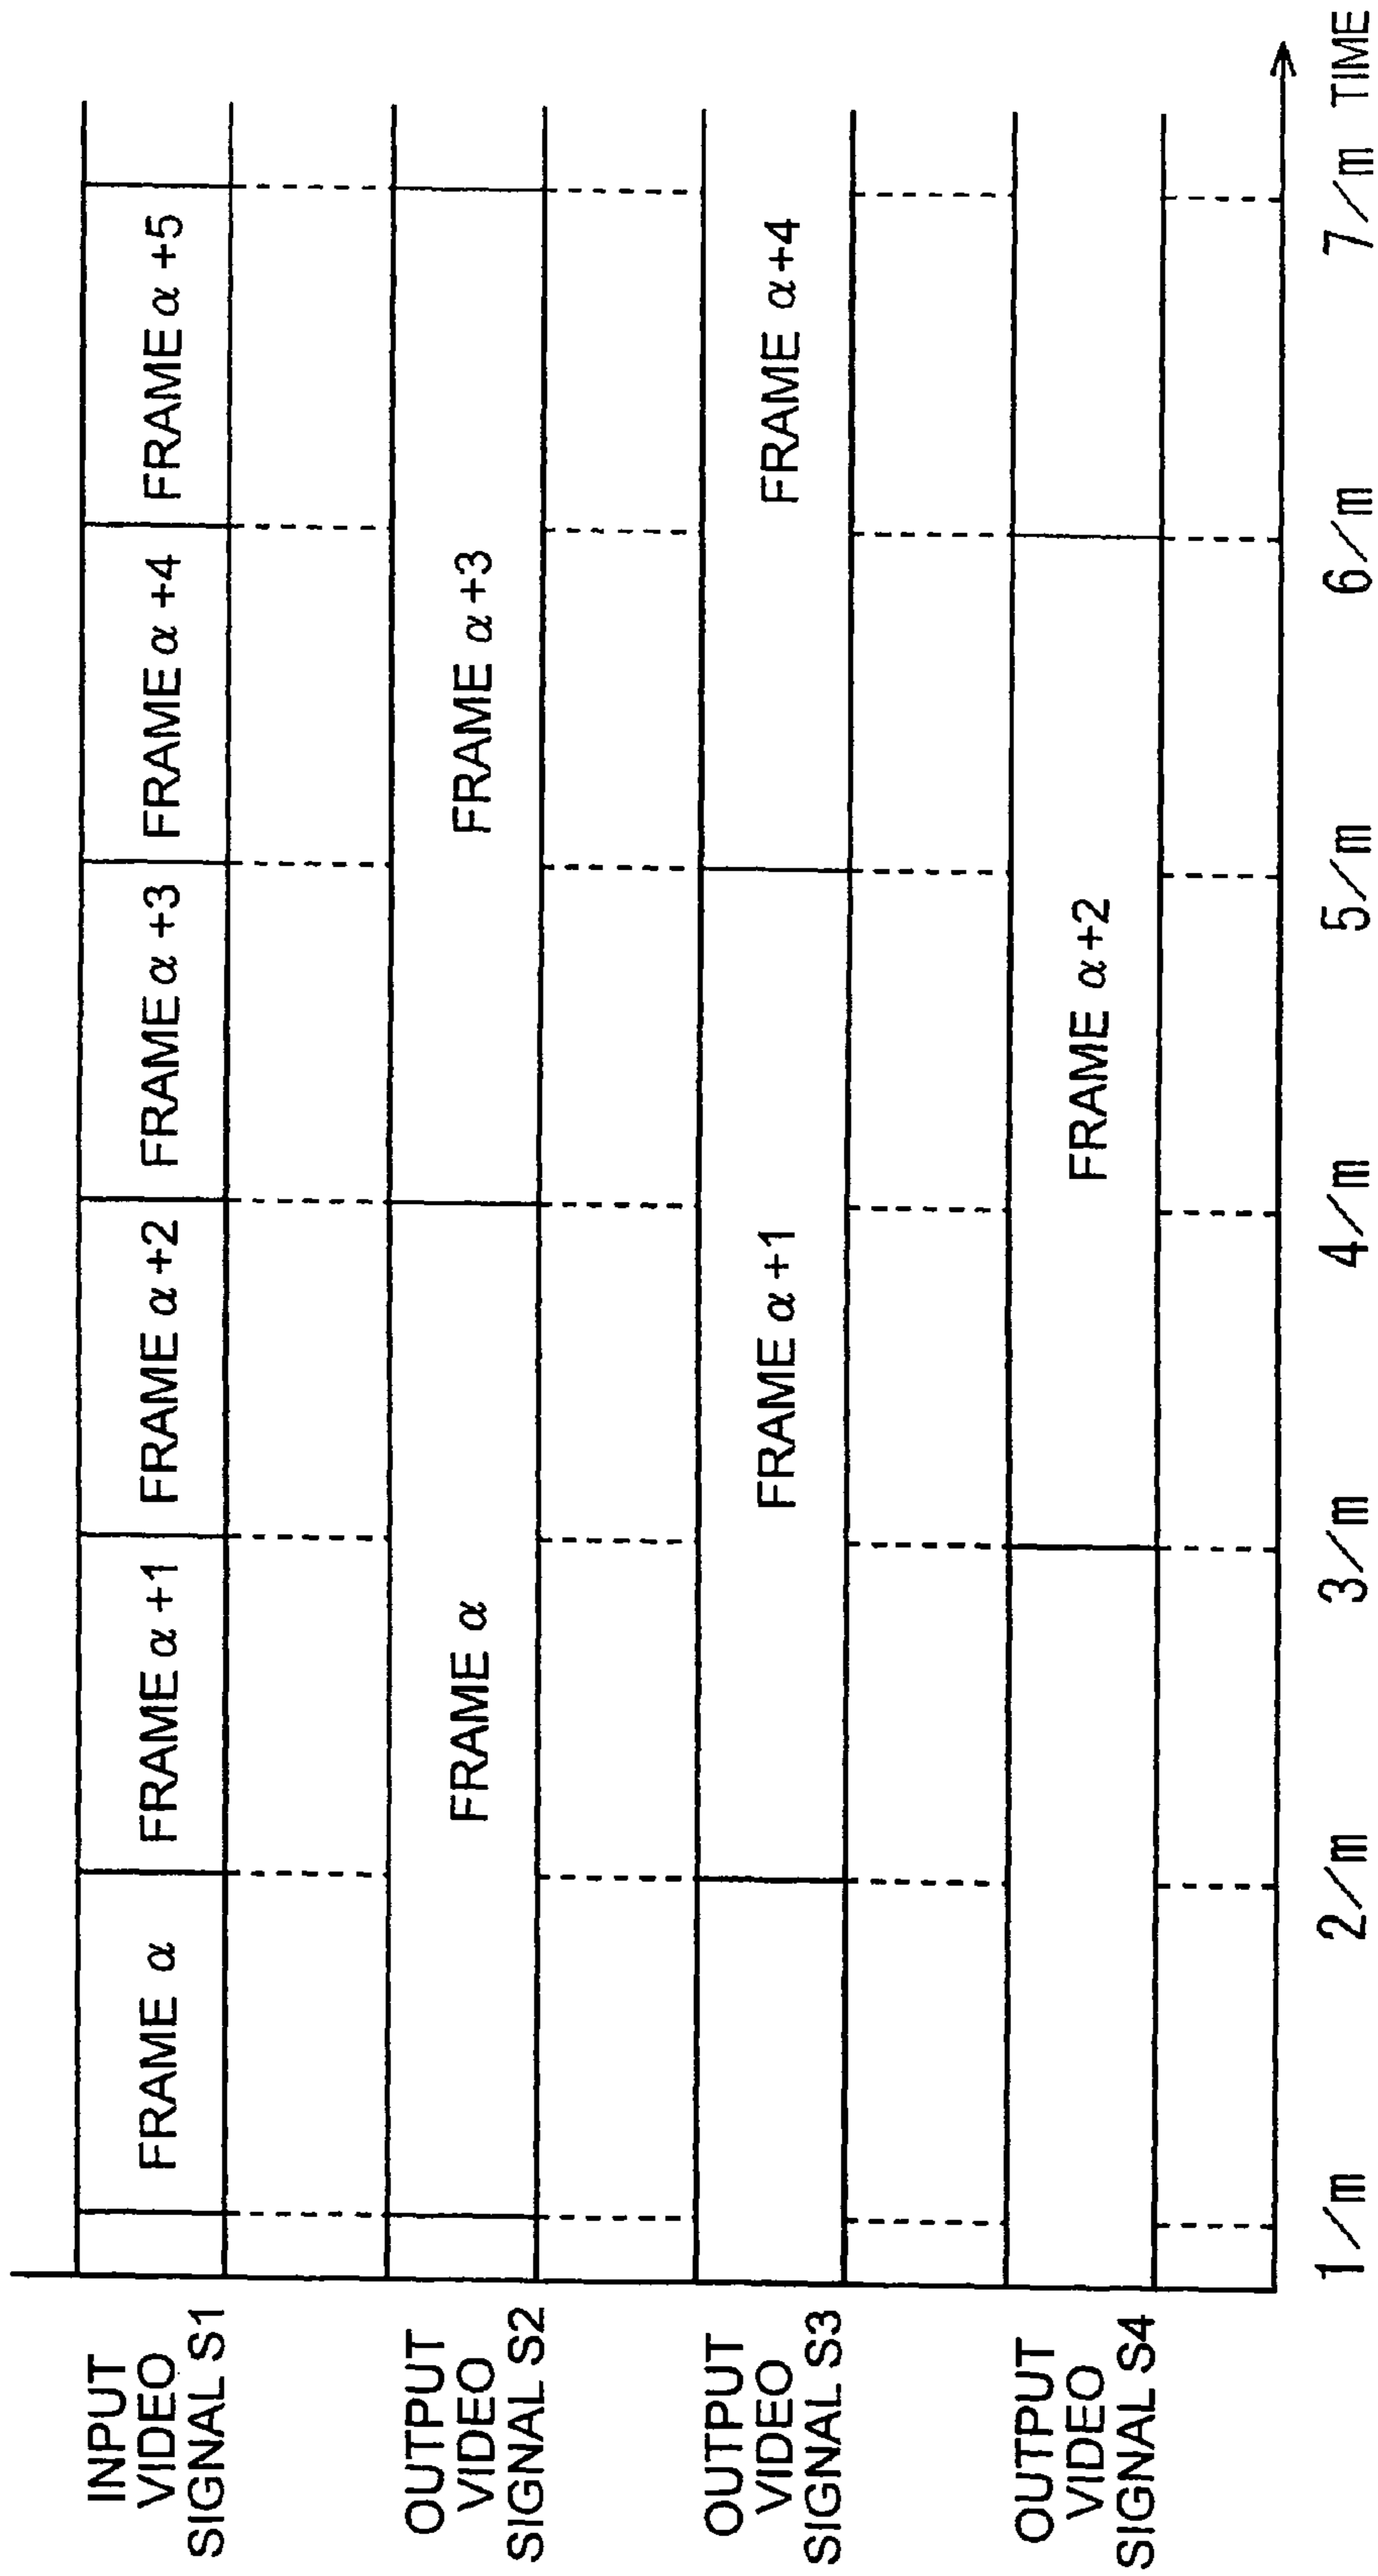 INPUT
VIDEO
SIGNAL S1
FRAME α
FRAME α +1
FRAME α +2
FRAME α +3
FRAME α +4
FRAME α +5
OUTPUT
VIDEO
SIGNAL S2
FRAME α
FRAME α +3
OUTPUT
VIDEO
SIGNAL S3
FRAME α +1
FRAME α +4
OUTPUT
VIDEO
SIGNAL S4
FRAME α +2
1/m 2/m 3/m 4/m 5/m 6/m 7/m TIME